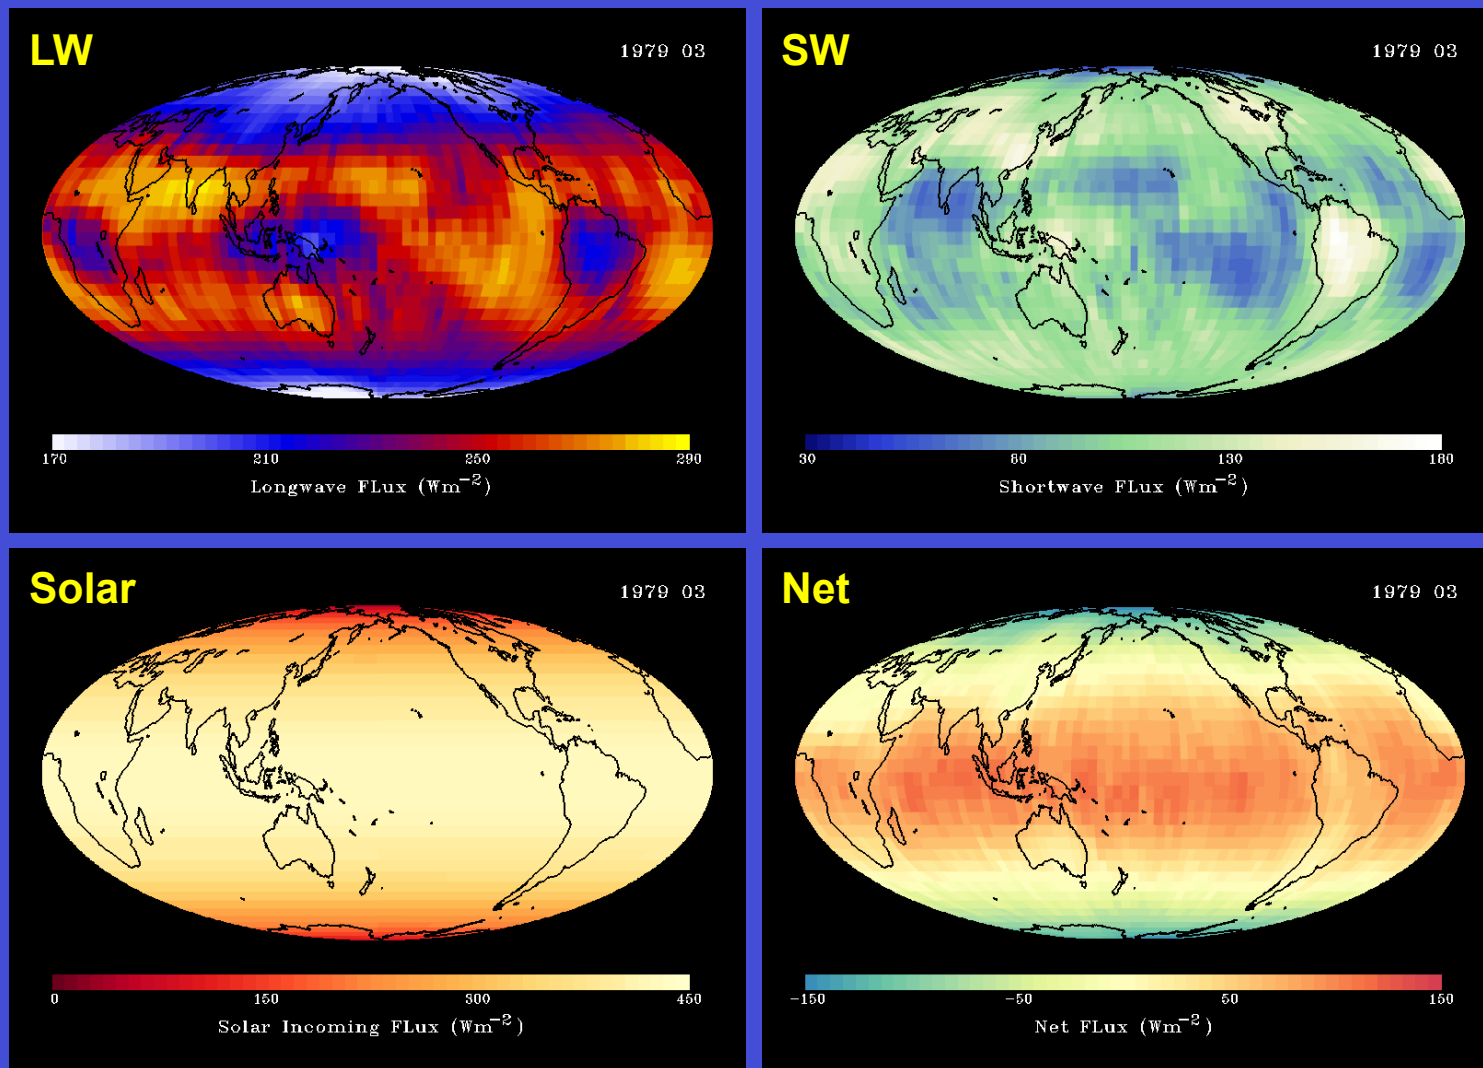 LW
1979 03
170 210 250 290
Longwave FLux (Wm⁻²)
SW
1979 03
30 80 130 180
Shortwave FLux (Wm⁻²)
Solar
1979 03
0 150 300 450
Solar Incoming FLux (Wm⁻²)
Net
1979 03
-150 -50 50 150
Net FLux (Wm⁻²)